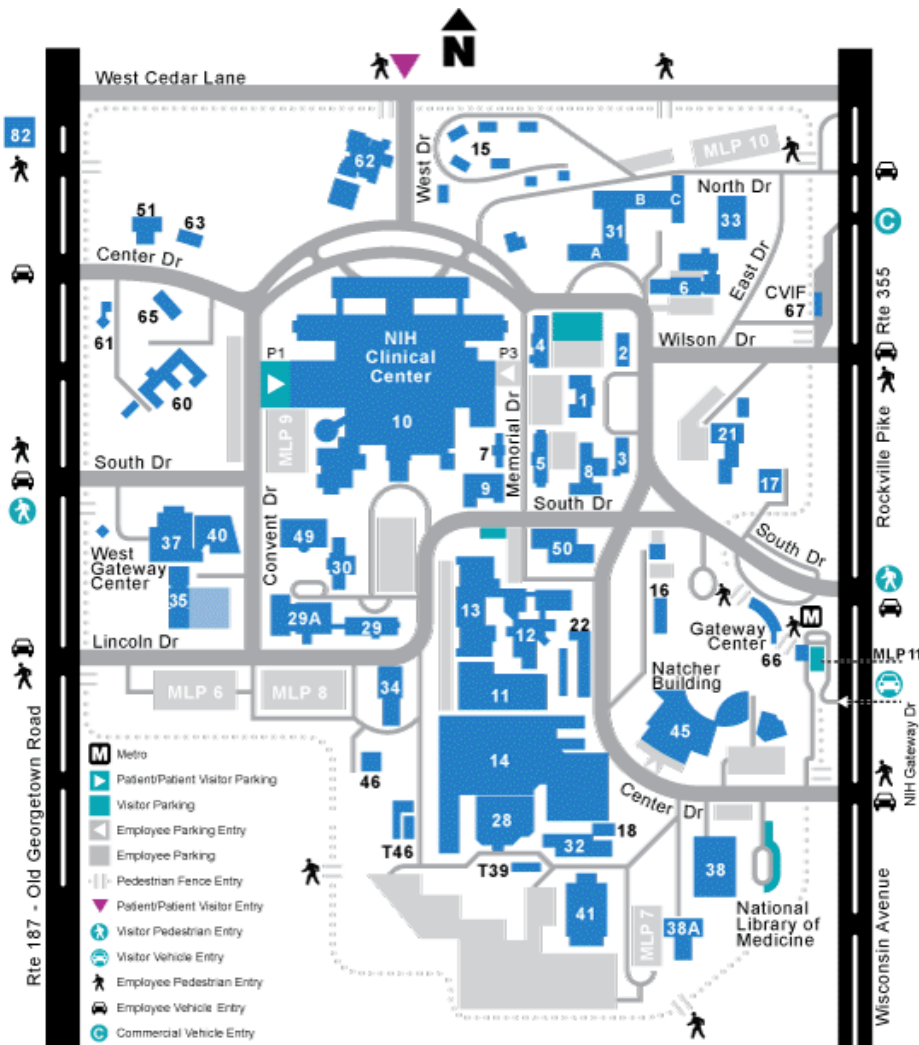 N
West Cedar Lane
82
62
West Dr
15
MLP 10
North Dr
B
C
31
A
33
51
63
Center Dr
6
East Dr
CVIF
67
C
Rte 355
65
61
60
P1
NIH
Clinical
Center
10
P3
4
2
Wilson Dr
1
MLP 9
Memorial Dr
7
5
8
3
21
17
Rockville Pike
South Dr
9
South Dr
Convent Dr
49
50
37
40
30
West
Gateway
Center
35
South Dr
13
12
22
16
M
Gateway
Center
66
MLP 11
29A
29
Lincoln Dr
Natcher
Building
MLP 6
MLP 8
34
11
45
NIH Gateway Dr
14
46
Center Dr
28
18
32
T46
T39
38
41
MLP 7
38A
National
Library of
Medicine
Wisconsin Avenue
Rte 187 - Old Georgetown Road
M Metro
Patient/Patient Visitor Parking
Visitor Parking
Employee Parking Entry
Employee Parking
Pedestrian Fence Entry
Patient/Patient Visitor Entry
Visitor Pedestrian Entry
Visitor Vehicle Entry
Employee Pedestrian Entry
Employee Vehicle Entry
C Commercial Vehicle Entry